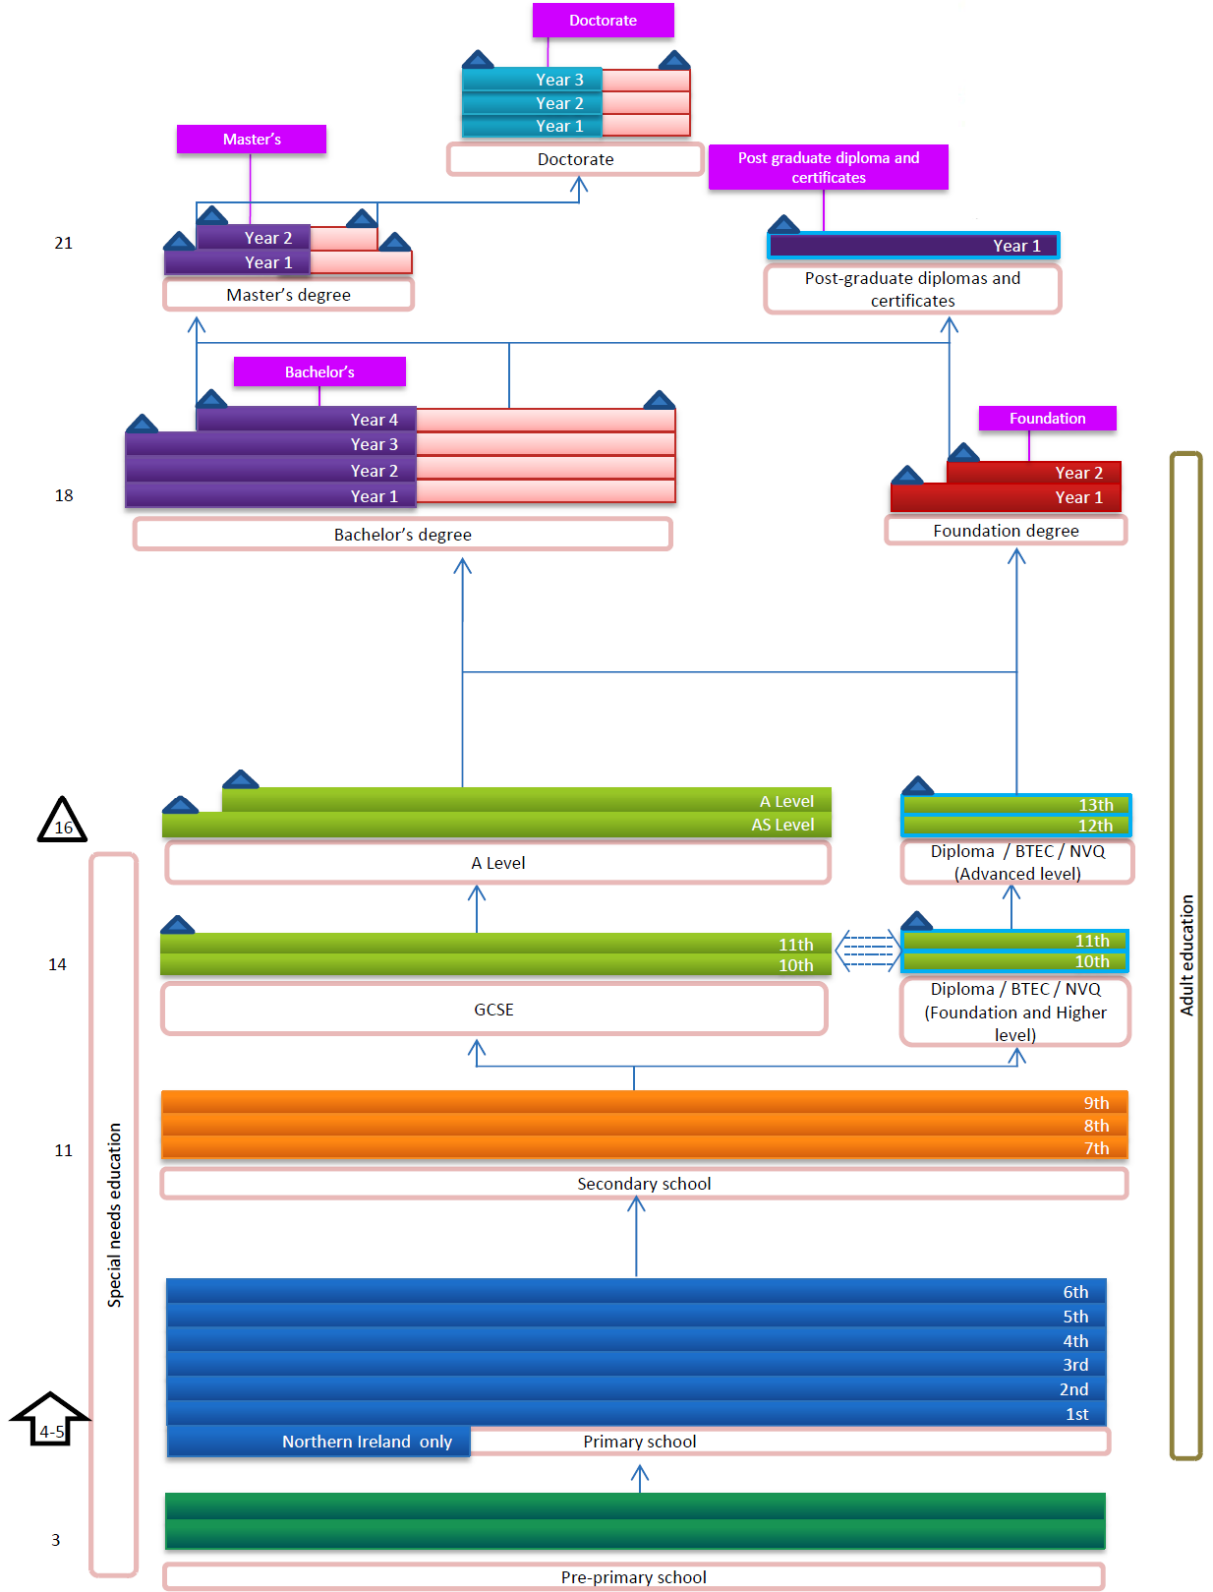 Doctorate
Year 3
Year 2
Year 1
Doctorate
Master's
Post graduate diploma and
certificates
21
Year 2
Year 1
Master's degree
Year 1
Post-graduate diplomas and
certificates
Bachelor's
Foundation
18
Year 4
Year 3
Year 2
Year 1
Bachelor's degree
Year 2
Year 1
Foundation degree
16
A Level
AS Level
A Level
13th
12th
Diploma / BTEC / NVQ
(Advanced level)
14
11th
10th
GCSE
11th
10th
Diploma / BTEC / NVQ
(Foundation and Higher
level)
Adult education
Special needs education
11
9th
8th
7th
Secondary school
6th
5th
4th
3rd
2nd
1st
4-5
Northern Ireland only
Primary school
3
Pre-primary school